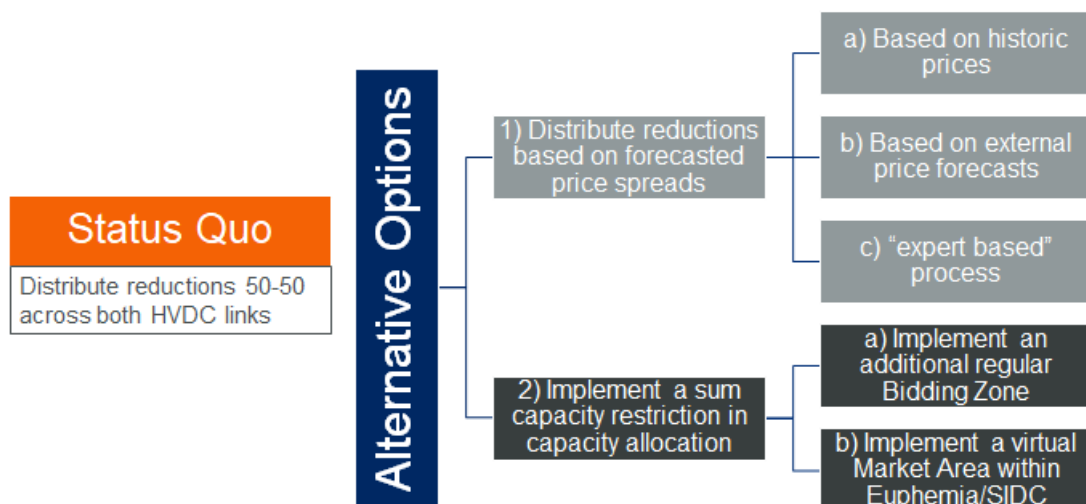 Status Quo
Distribute reductions 50-50
across both HVDC links
Alternative Options
1) Distribute reductions
based on forecasted
price spreads
a) Based on historic
prices
b) Based on external
price forecasts
c) “expert based”
process
2) Implement a sum
capacity restriction in
capacity allocation
a) Implement an
additional regular
Bidding Zone
b) Implement a virtual
Market Area within
Euphemia/SIDC